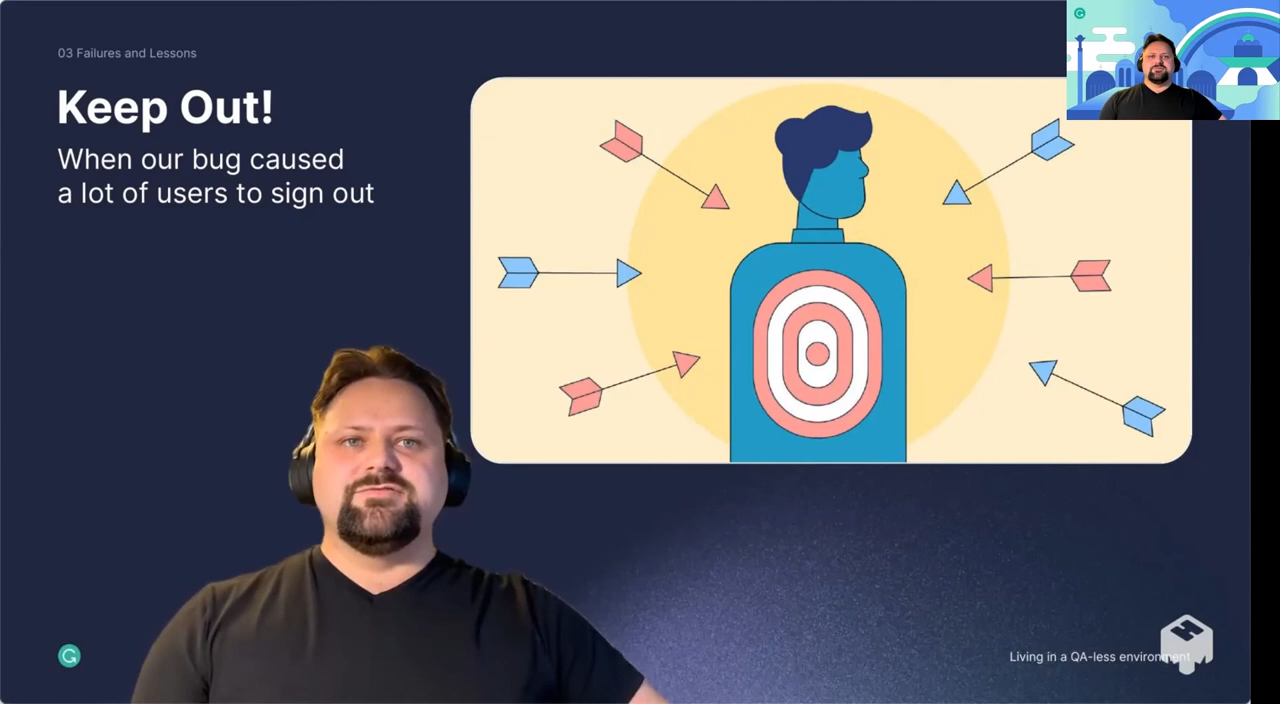 03 Failures and Lessons
Keep Out!
When our bug caused
a lot of users to sign out
Living in a QA-less environment